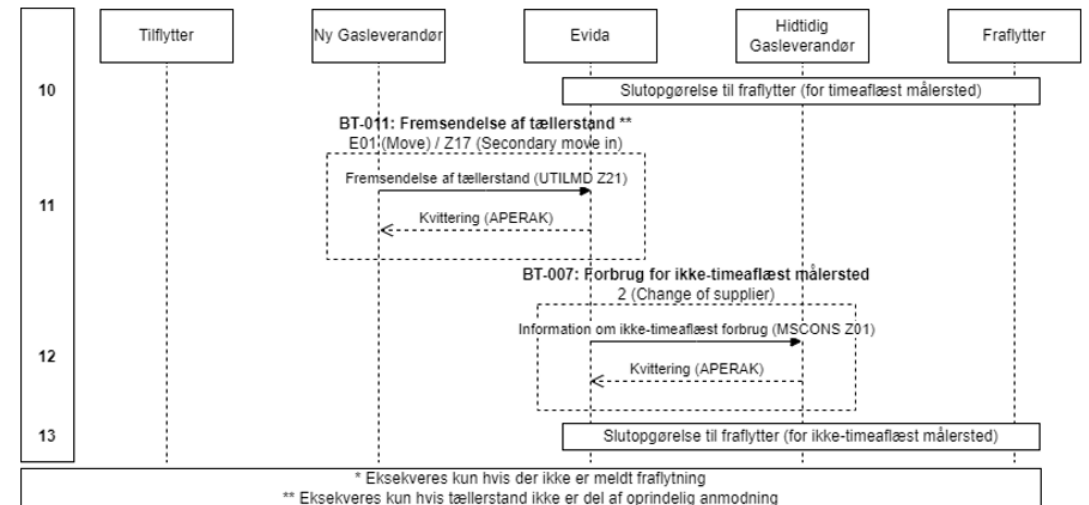 Tilflytter
Ny Gasleverandør
Evida
Hidtidig
Gasleverandør
Fraflytter
10
Slutopgørelse til fraflytter (for timeaflæst målersted)
BT-011: Fremsendelse af tællerstand **
E01 (Move) / Z17 (Secondary move in)
Fremsendelse af tællerstand (UTILMD Z21)
11
Kvittering (APERAK)
BT-007: Forbrug for ikke-timeaflæst målersted
2 (Change of supplier)
Information om ikke-timeaflæst forbrug (MSCONS Z01)
12
Kvittering (APERAK)
13
Slutopgørelse til fraflytter (for ikke-timeaflæst målersted)
* Eksekveres kun hvis der ikke er meldt fraflytning
** Eksekveres kun hvis tællerstand ikke er del af oprindelig anmodning